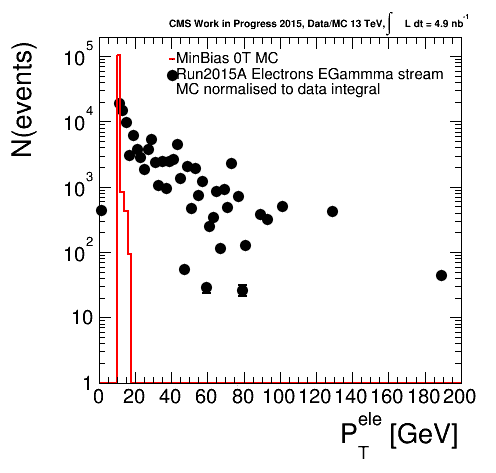 CMS Work in Progress 2015, Data/MC 13 TeV, ∫ L dt = 4.9 nb⁻¹
MinBias 0T MC
Run2015A Electrons EGammma stream
MC normalised to data integral
N(events)
10⁵
10⁴
10³
10²
10
1
0 20 40 60 80 100 120 140 160 180 200
P_T^ele [GeV]